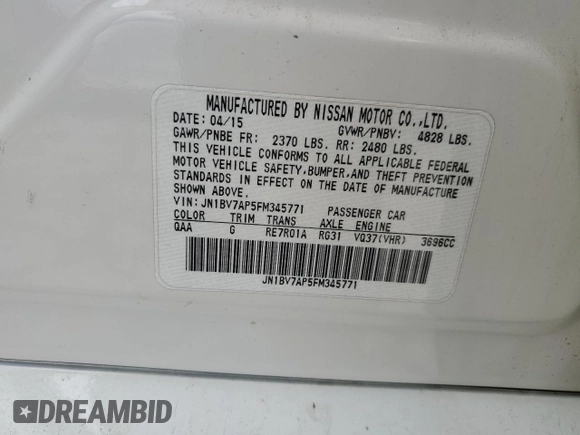 MANUFACTURED BY NISSAN MOTOR CO.,LTD.
DATE: 04/15 GVWR/PNBV: 4828 LBS.
GAWR/PNBE FR: 2370 LBS. RR: 2480 LBS.
THIS VEHICLE CONFORMS TO ALL APPLICABLE FEDERAL
MOTOR VEHICLE SAFETY,BUMPER,AND THEFT PREVENTION
STANDARDS IN EFFECT ON THE DATE OF MANUFACTURE
SHOWN ABOVE.
VIN: JN1BV7AP5FM345771 PASSENGER CAR
COLOR TRIM TRANS AXLE ENGINE
QAA G RE7R01A RG31 VQ37(VHR) 3696CC
JN1BV7AP5FM345771
DREAMBID